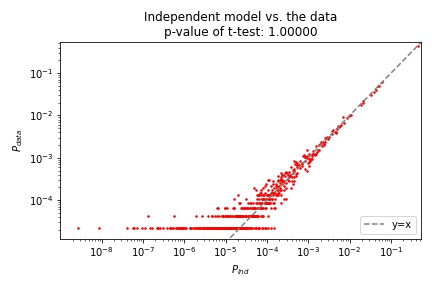 Independent model vs. the data
p-value of t-test: 1.00000
P_data
10⁻¹
10⁻²
10⁻³
10⁻⁴
y=x
10⁻⁸ 10⁻⁷ 10⁻⁶ 10⁻⁵ 10⁻⁴ 10⁻³ 10⁻² 10⁻¹
P_ind